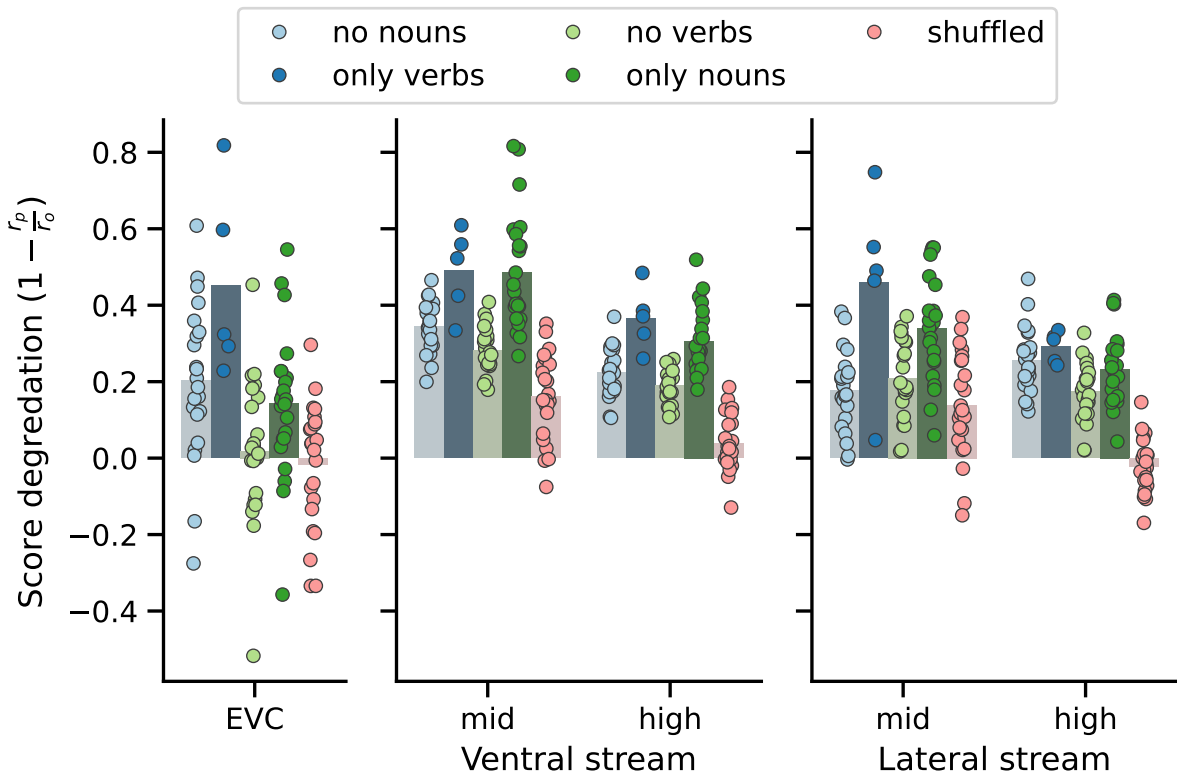 no nouns no verbs shuffled
only verbs only nouns
Score degredation (1 − r_p/r_o)
0.8
0.6
0.4
0.2
0.0
−0.2
−0.4
EVC mid high mid high
Ventral stream Lateral stream